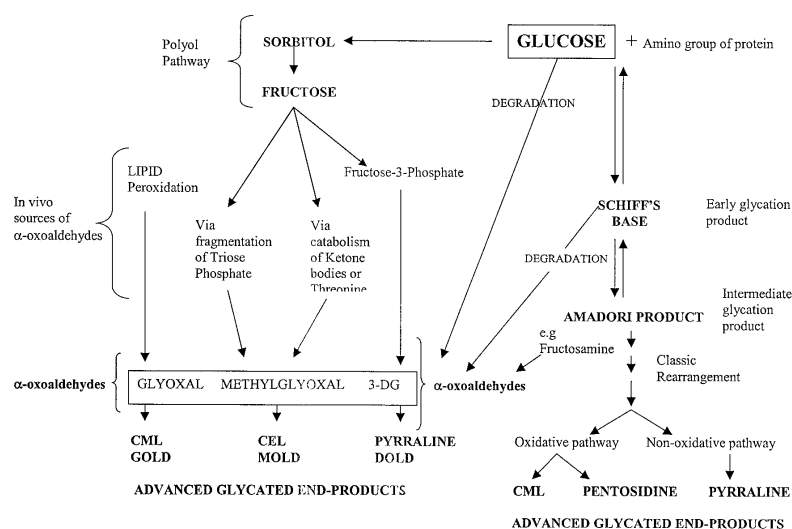 Polyol
Pathway
SORBITOL
GLUCOSE
+ Amino group of protein
FRUCTOSE
DEGRADATION
LIPID
Peroxidation
Fructose-3-Phosphate
In vivo
sources of
α-oxoaldehydes
Via
fragmentation
of Triose
Phosphate
Via
catabolism
of Ketone
bodies or
Threonine
SCHIFF'S
BASE
Early glycation
product
DEGRADATION
AMADORI PRODUCT
Intermediate
glycation
product
e.g
Fructosamine
Classic
Rearrangement
α-oxoaldehydes
GLYOXAL METHYLGLYOXAL 3-DG
α-oxoaldehydes
CML
GOLD
CEL
MOLD
PYRRALINE
DOLD
ADVANCED GLYCATED END-PRODUCTS
Oxidative pathway
Non-oxidative pathway
CML
PENTOSIDINE
PYRRALINE
ADVANCED GLYCATED END-PRODUCTS